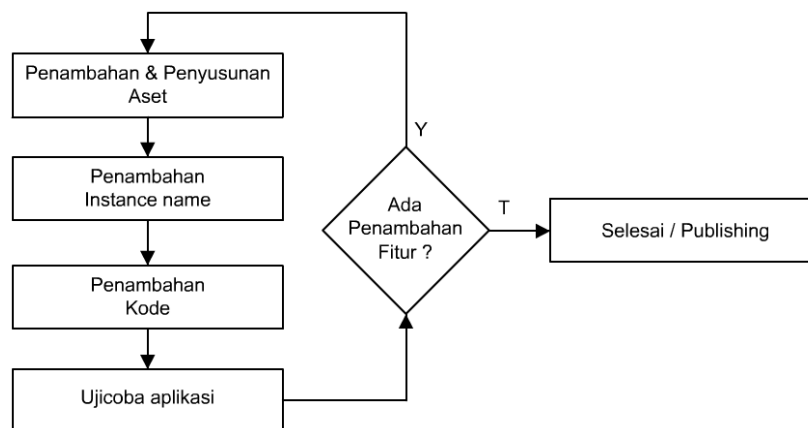 Penambahan & Penyusunan
Aset
Penambahan
Instance name
Penambahan
Kode
Ujicoba aplikasi
Y
Ada
Penambahan
Fitur ?
T
Selesai / Publishing